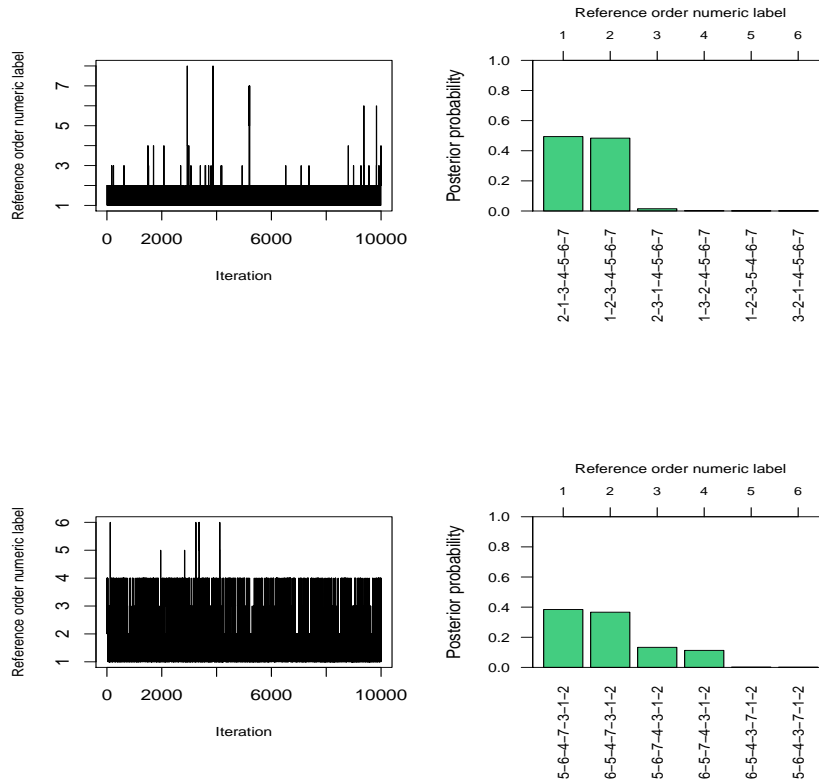 Reference order numeric label
1 2 3 4 5 6
Reference order numeric label
1 3 5 7
0 2000 6000 10000
Iteration
Posterior probability
0.0 0.2 0.4 0.6 0.8 1.0
2−1−3−4−5−6−7
1−2−3−4−5−6−7
2−3−1−4−5−6−7
1−3−2−4−5−6−7
1−2−3−5−4−6−7
3−2−1−4−5−6−7
Reference order numeric label
1 2 3 4 5 6
Reference order numeric label
1 2 3 4 5 6
0 2000 6000 10000
Iteration
Posterior probability
0.0 0.2 0.4 0.6 0.8 1.0
5−6−4−7−3−1−2
6−5−4−7−3−1−2
5−6−7−4−3−1−2
6−5−7−4−3−1−2
6−5−4−3−7−1−2
5−6−4−3−7−1−2